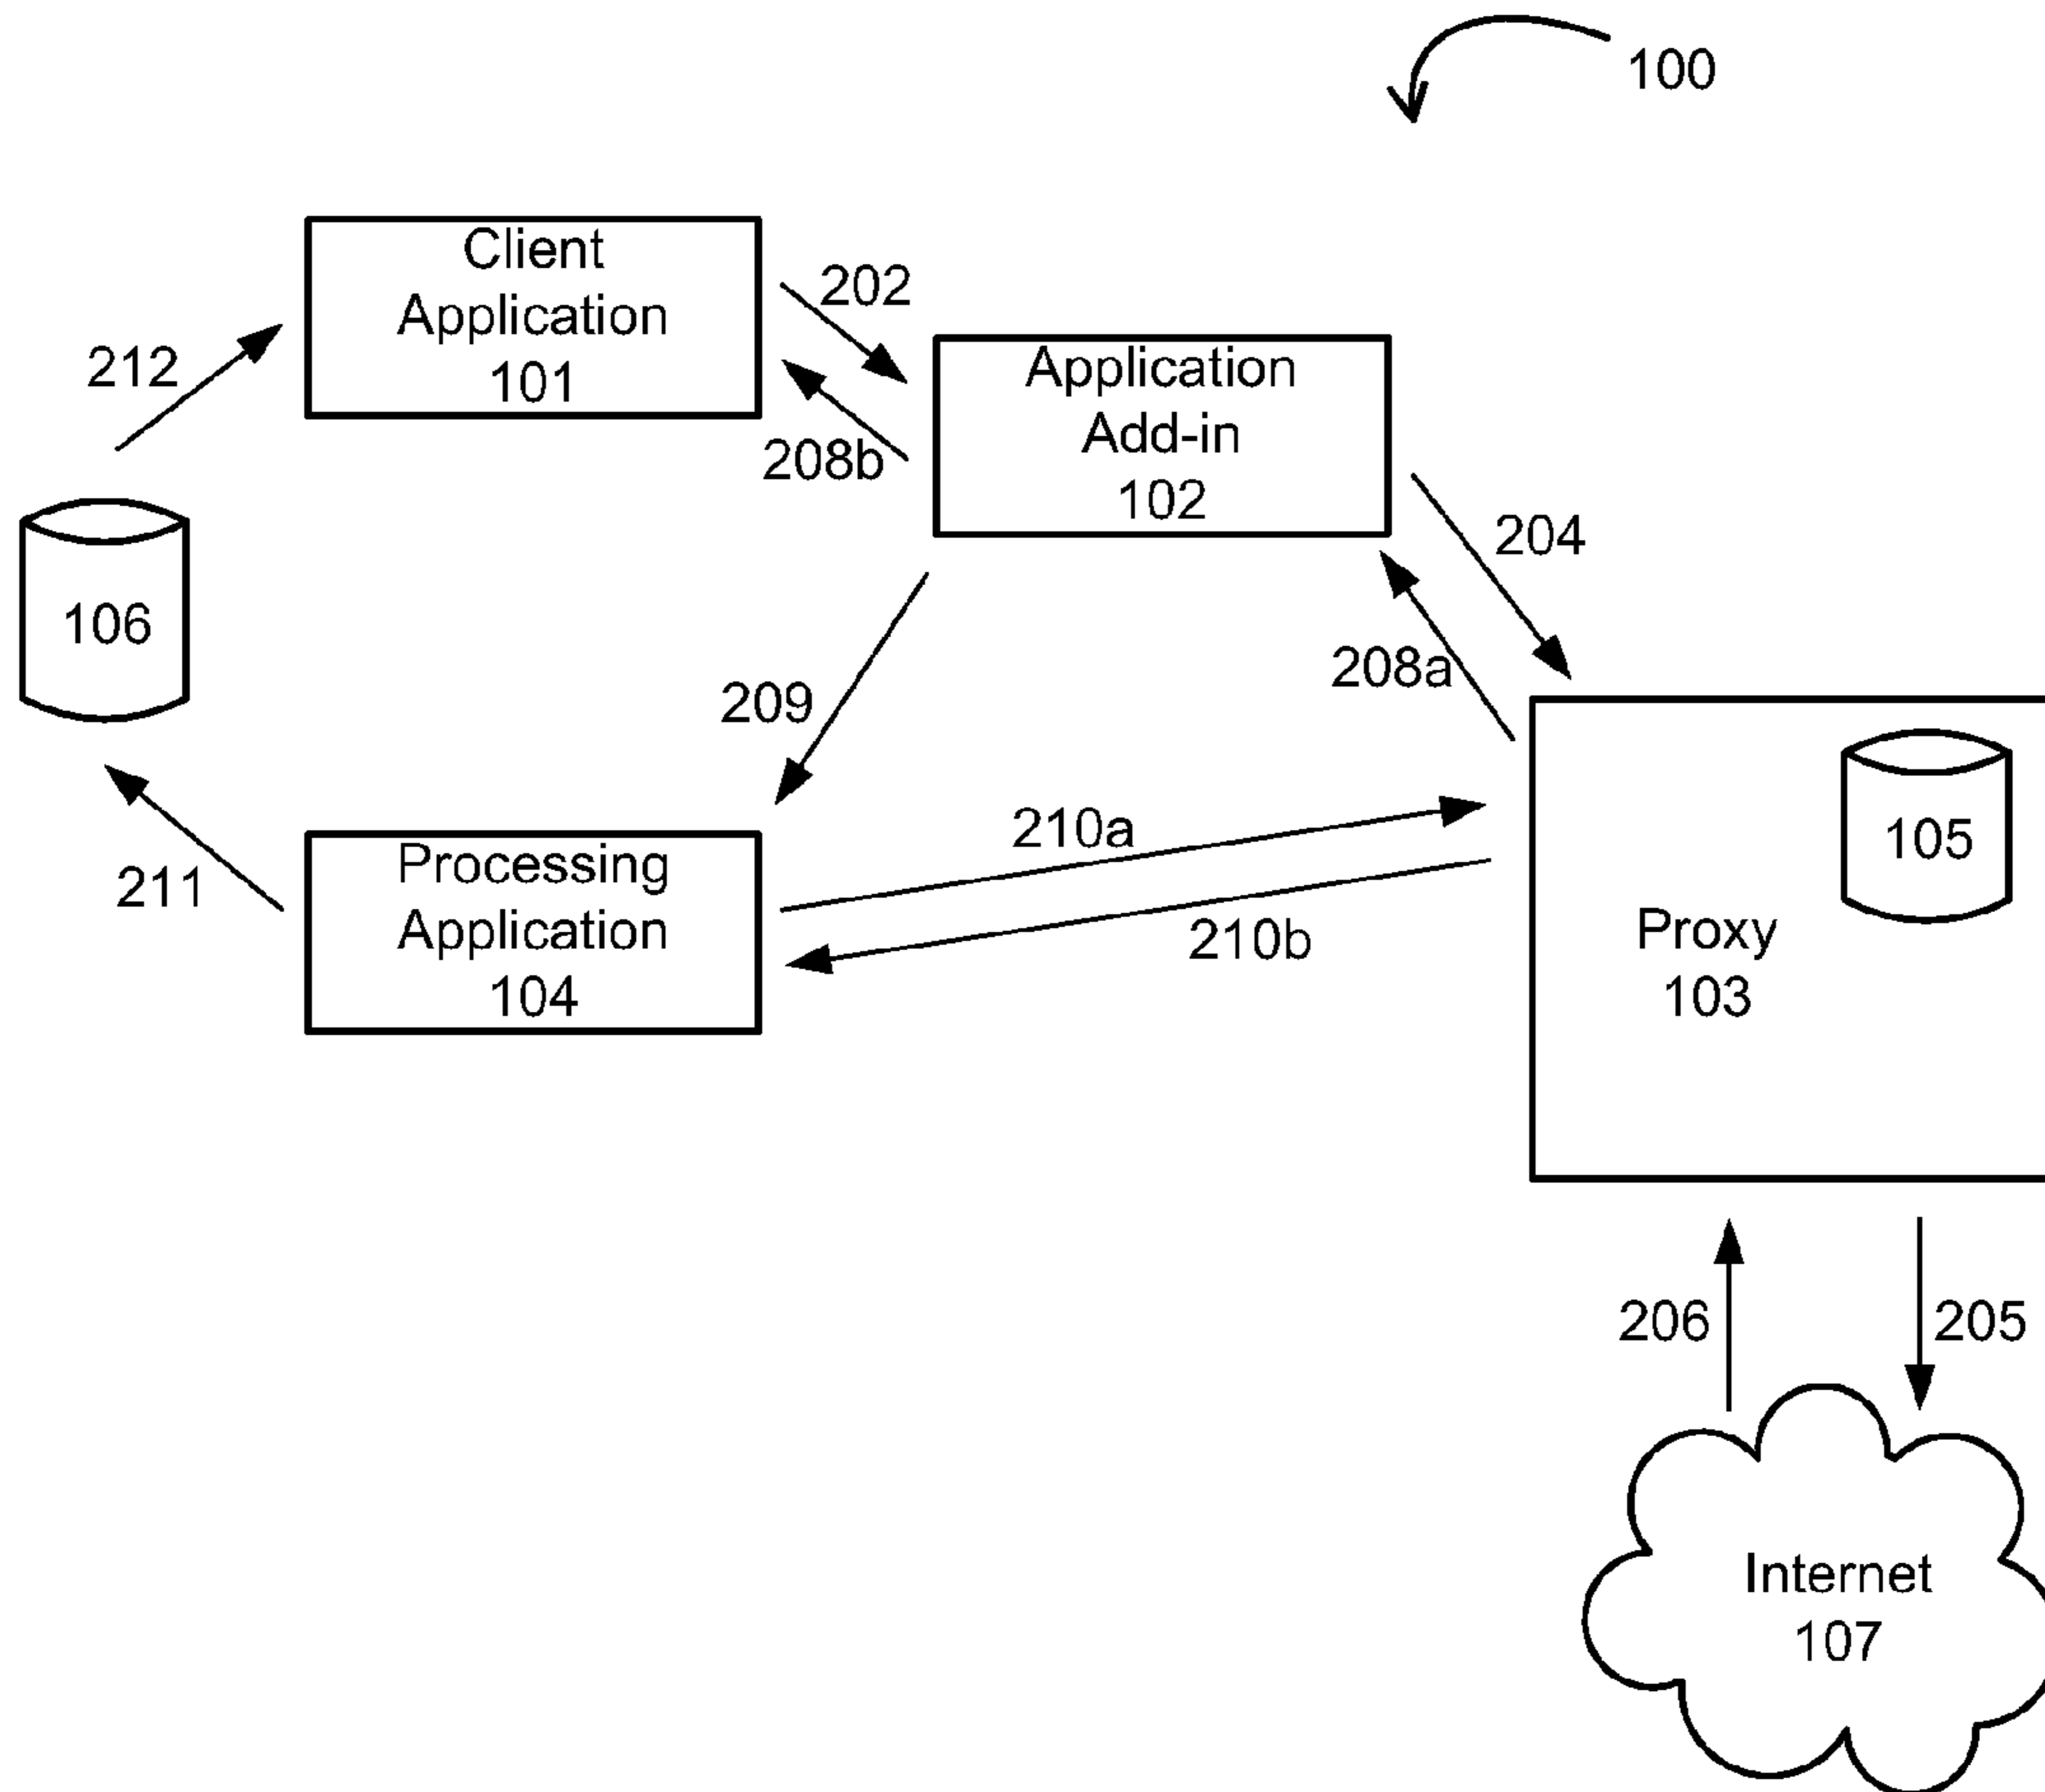 100
Client
Application
101
202
212
208b
Application
Add-in
102
204
106
208a
209
210a
105
Processing
Application
104
211
210b
Proxy
103
206
205
Internet
107